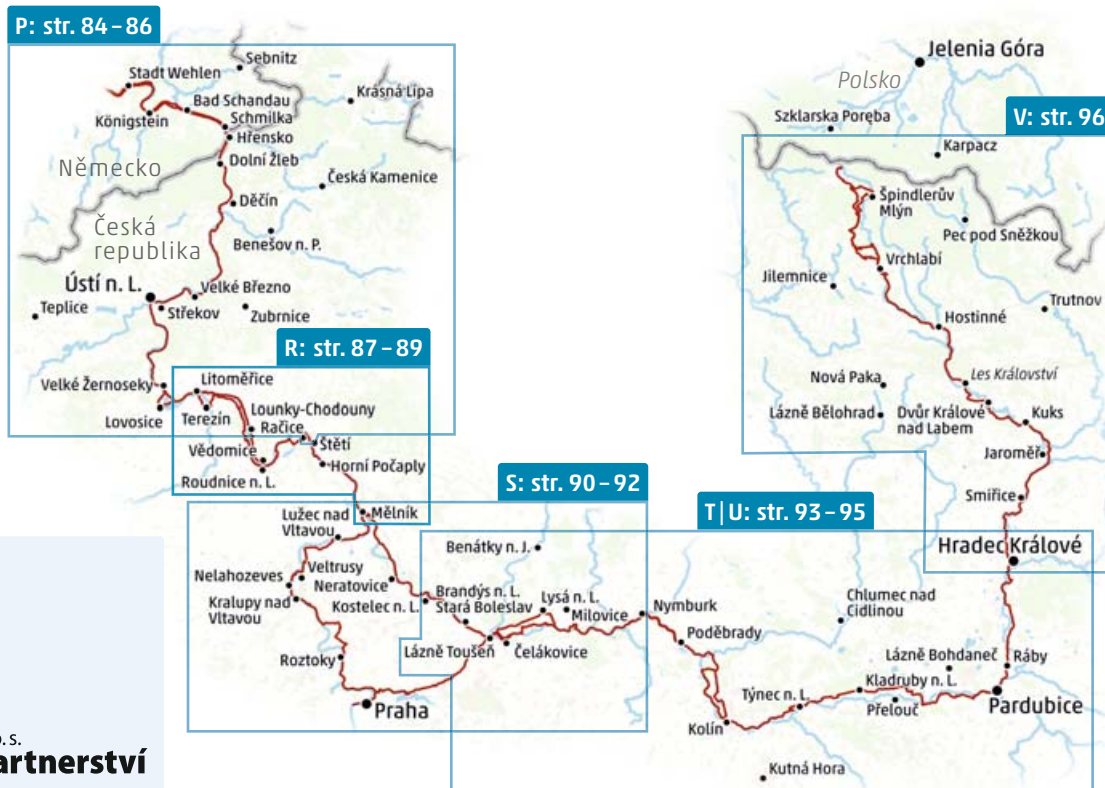 P: str. 84–86
Stadt Wehlen
Sebnitz
Königstein
Bad Schandau
Schmilka
Krásná Lípa
Hřensko
Německo
Dolní Žleb
Česká Kamenice
Děčín
Česká
republika
Benešov n. P.
Ústí n. L.
Velké Březno
Teplice
Střekov
Zubrnice
R: str. 87–89
Velké Žernoseky
Litoměřice
Lovosice
Terezín
Lounky-Chodouny
Račice
Štětí
Vědomice
Horní Počaply
Roudnice n. L.
S: str. 90–92
Mělník
Lužec nad
Vltavou
Veltrusy
Nelahozeves
Neratovice
Kralupy nad
Vltavou
Kostelec n. L.
Roztoky
Praha
T|U: str. 93–95
Benátky n. J.
Brandýs n. L.
Stará Boleslav
Lysá n. L.
Milovice
Lázně Toušeň
Čelákovice
Nymburk
Poděbrady
Kolín
Týnec n. L.
Kutná Hora
Chlumec nad
Cidlinou
Kladruby n. L.
Přelouč
Lázně Bohdaneč
Ráby
Pardubice
Jelenia Góra
Polsko
Szklarska Poręba
Karpacz
V: str. 96
Špindlerův
Mlýn
Pec pod Sněžkou
Vrchlabí
Jilemnice
Trutnov
Hostinné
Les Království
Nová Paka
Lázně Bělohrad
Dvůr Králové
nad Labem
Kuks
Jaroměř
Smiřice
Hradec Králové
p. s.
artnerství